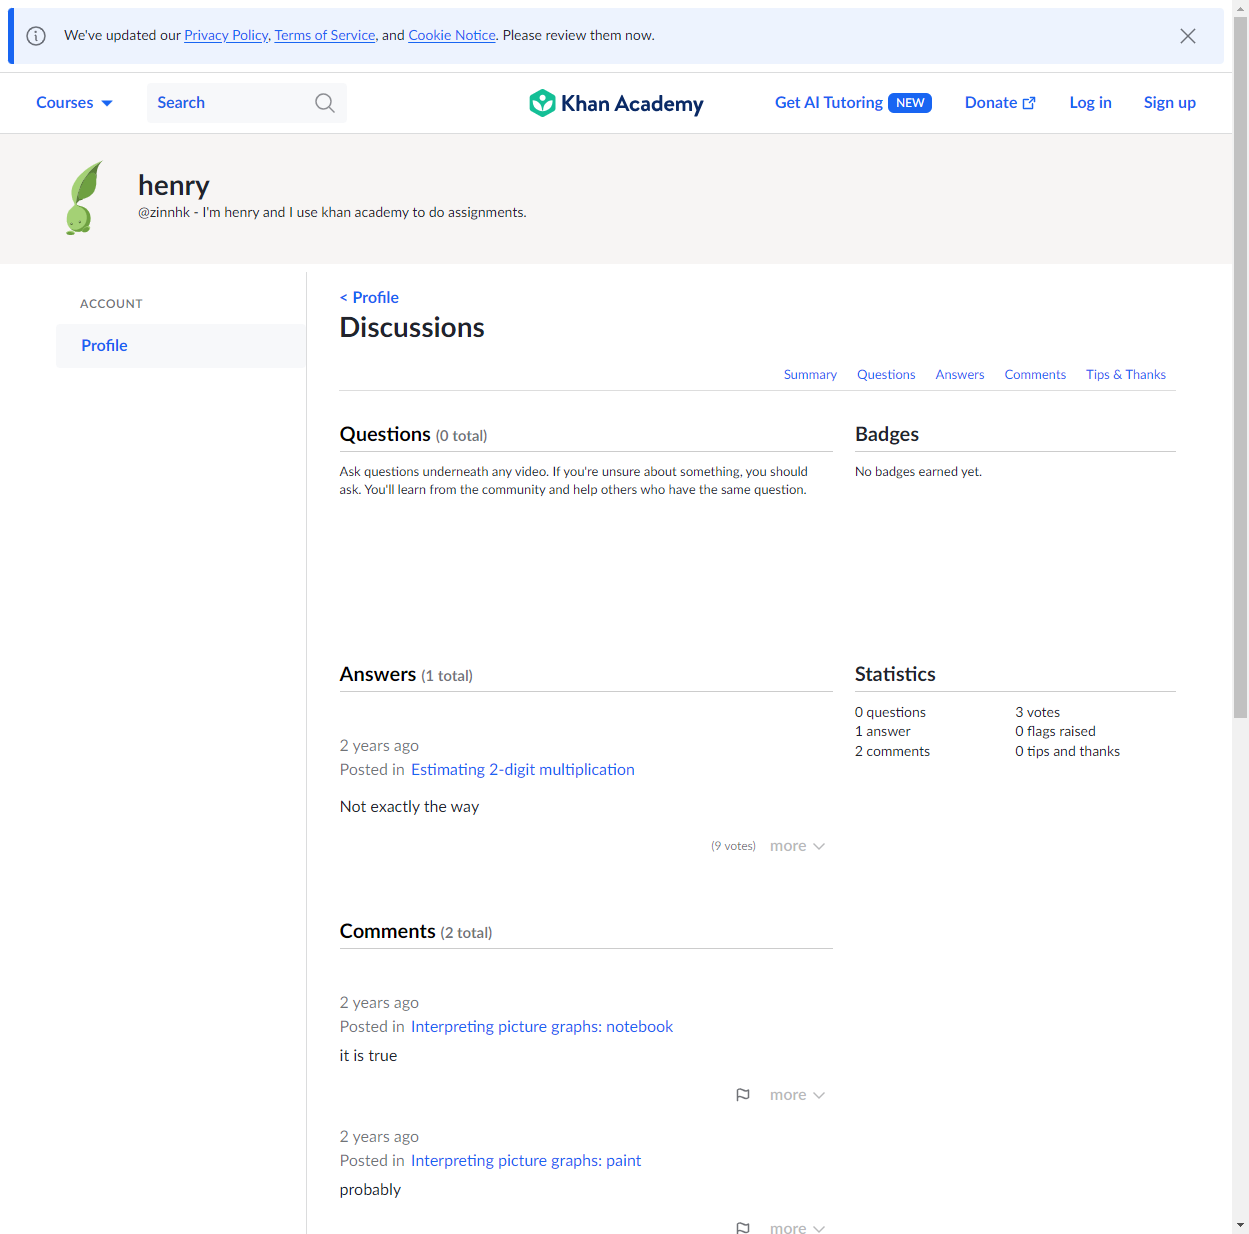 We've updated our Privacy Policy, Terms of Service, and Cookie Notice. Please review them now.
Courses
Search
Khan Academy
Get AI Tutoring NEW
Donate
Log in
Sign up
henry
@zinnhk - I'm henry and I use khan academy to do assignments.
ACCOUNT
Profile
< Profile
Discussions
Summary
Questions
Answers
Comments
Tips & Thanks
Questions (0 total)
Ask questions underneath any video. If you're unsure about something, you should
ask. You'll learn from the community and help others who have the same question.
Badges
No badges earned yet.
Answers (1 total)
2 years ago
Posted in Estimating 2-digit multiplication
Not exactly the way
(9 votes) more
Statistics
0 questions
1 answer
2 comments
3 votes
0 flags raised
0 tips and thanks
Comments (2 total)
2 years ago
Posted in Interpreting picture graphs: notebook
it is true
more
2 years ago
Posted in Interpreting picture graphs: paint
probably
more